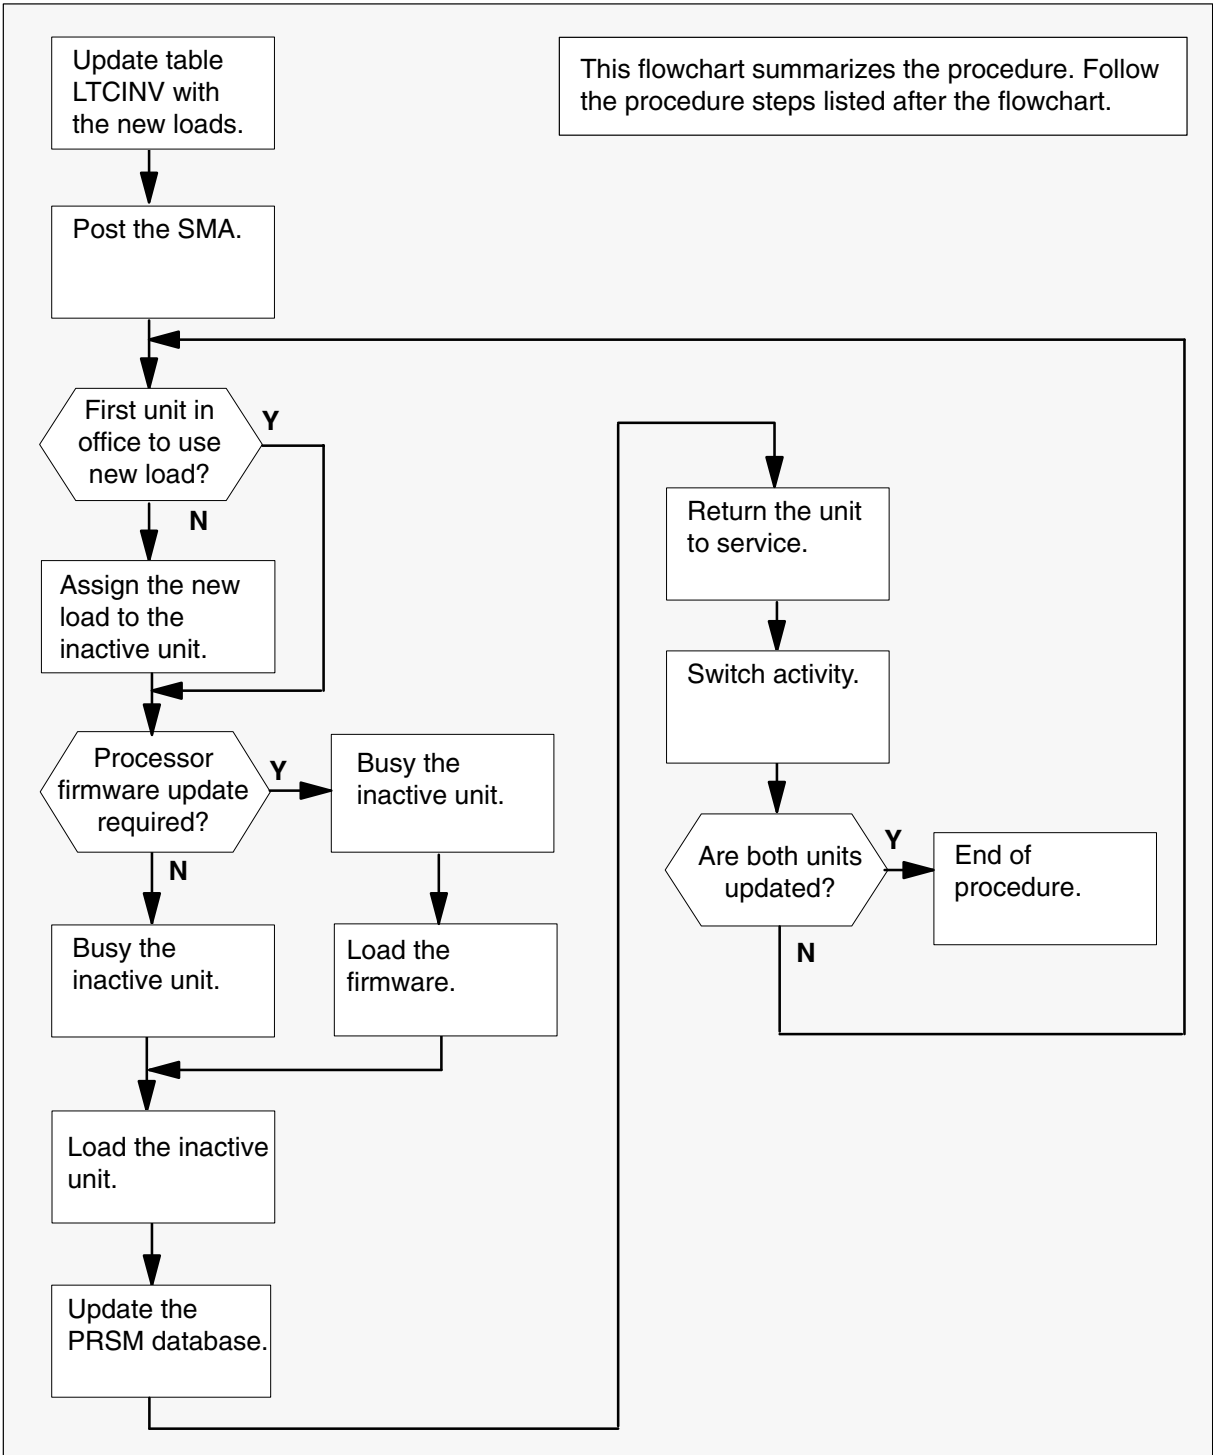 Update table
LTCINV with
the new loads.
This flowchart summarizes the procedure. Follow
the procedure steps listed after the flowchart.
Post the SMA.
First unit in
office to use
new load?
Y
N
Assign the new
load to the
inactive unit.
Processor
firmware update
required?
Y
N
Busy the
inactive unit.
Busy the
inactive unit.
Load the
firmware.
Load the inactive
unit.
Update the
PRSM database.
Return the unit
to service.
Switch activity.
Are both units
updated?
Y
N
End of
procedure.